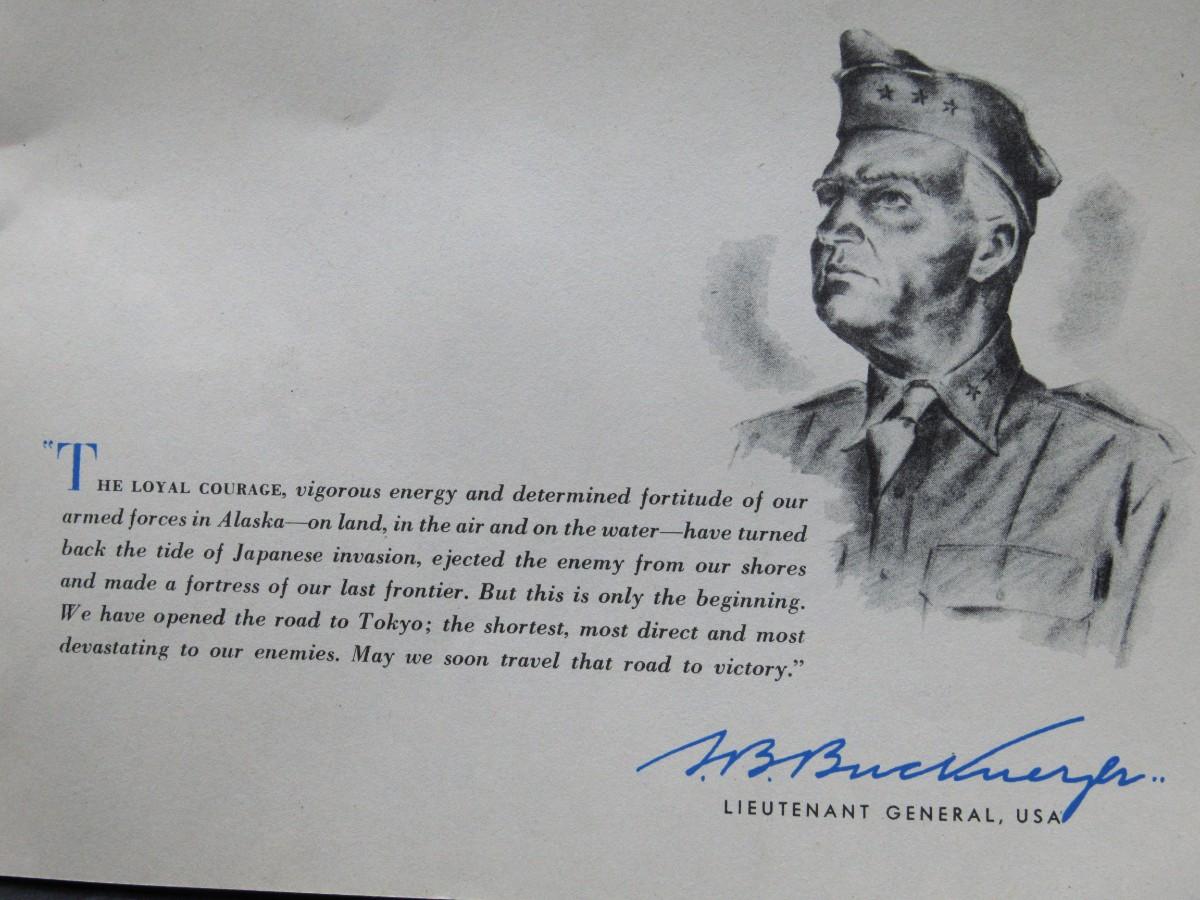 “THE LOYAL COURAGE, vigorous energy and determined fortitude of our
armed forces in Alaska—on land, in the air and on the water—have turned
back the tide of Japanese invasion, ejected the enemy from our shores
and made a fortress of our last frontier. But this is only the beginning.
We have opened the road to Tokyo; the shortest, most direct and most
devastating to our enemies. May we soon travel that road to victory.”
S.B. Buckner Jr..
LIEUTENANT GENERAL, USA